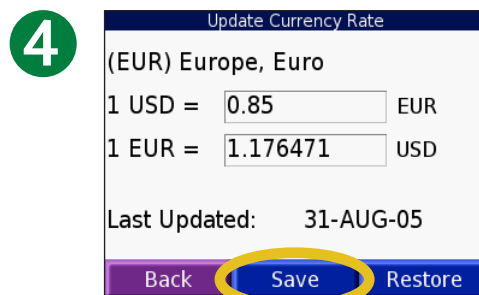 4
Update Currency Rate
(EUR) Europe, Euro
1 USD = 0.85 EUR
1 EUR = 1.176471 USD
Last Updated: 31-AUG-05
Back Save Restore